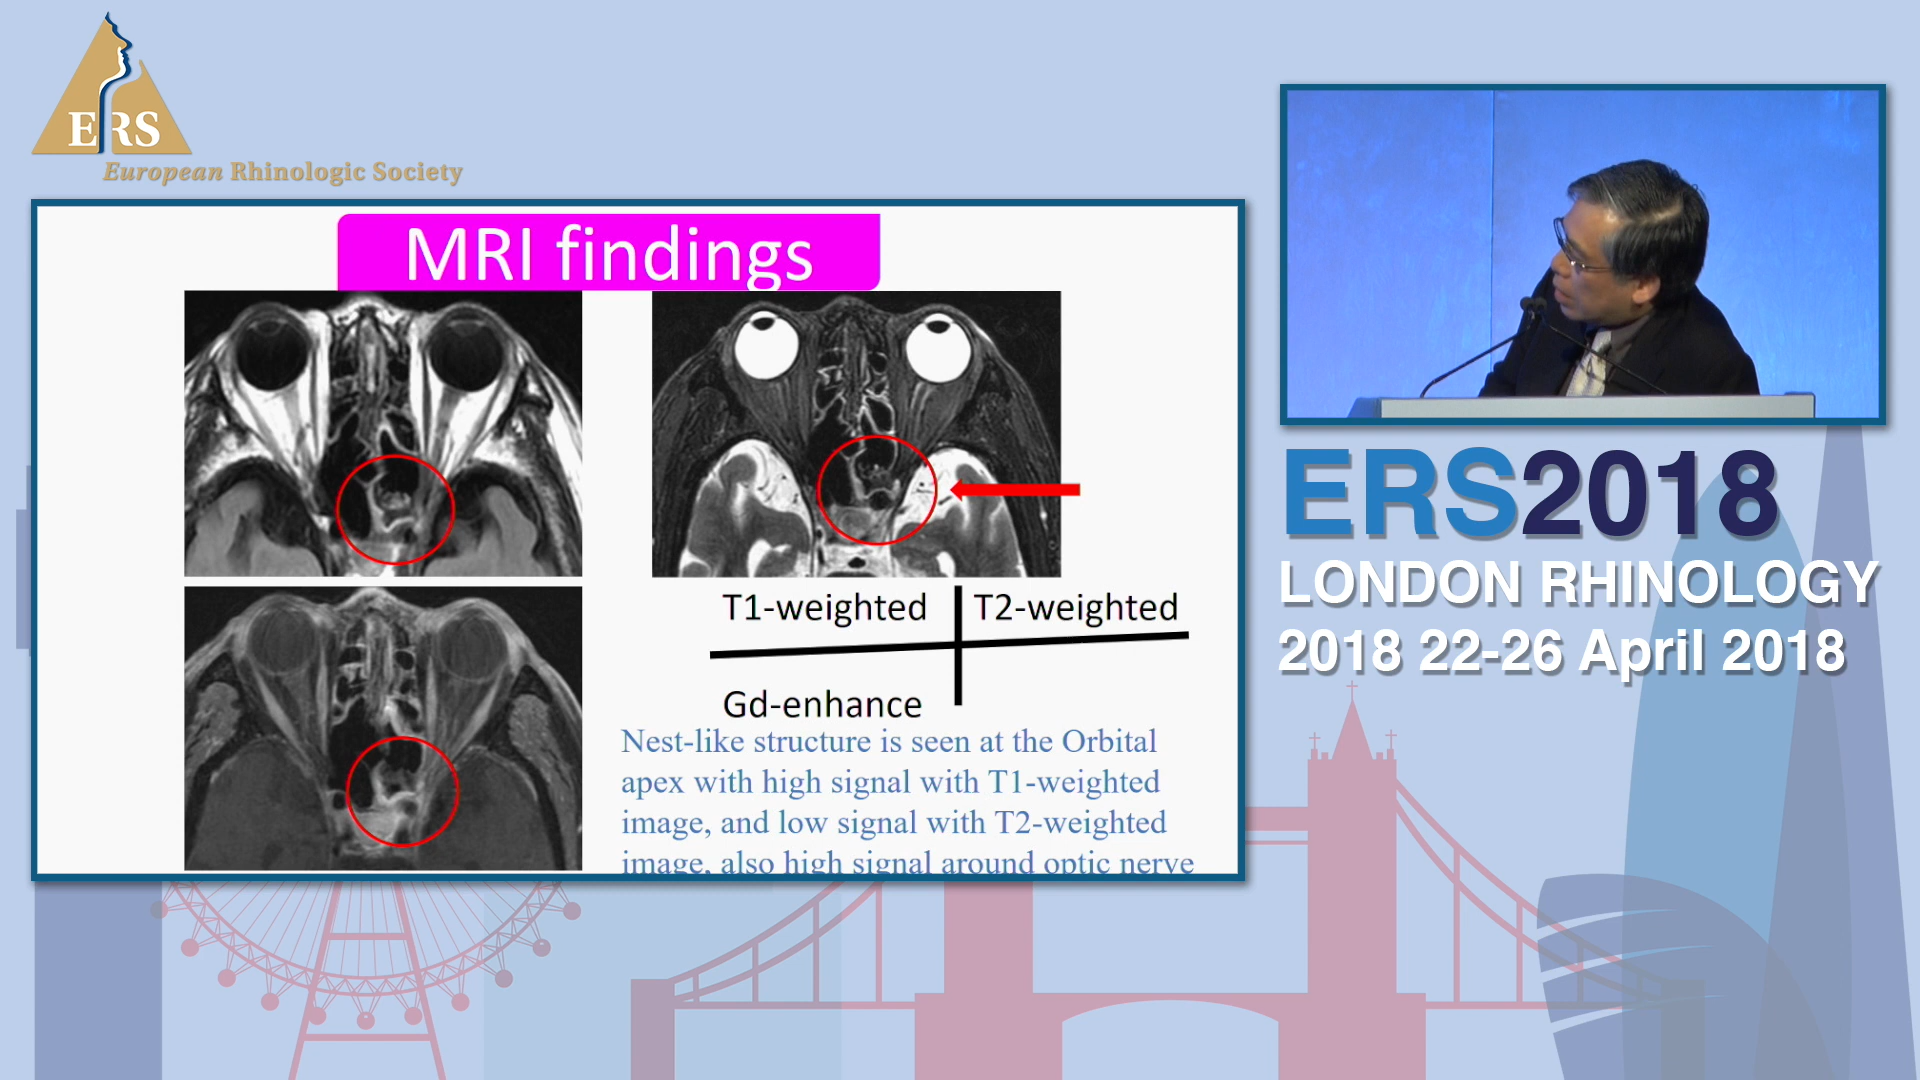 ERS
European Rhinologic Society
MRI findings
T1-weighted
T2-weighted
Gd-enhance
Nest-like structure is seen at the Orbital
apex with high signal with T1-weighted
image, and low signal with T2-weighted
image, also high signal around optic nerve
ERS2018
LONDON RHINOLOGY
2018 22-26 April 2018